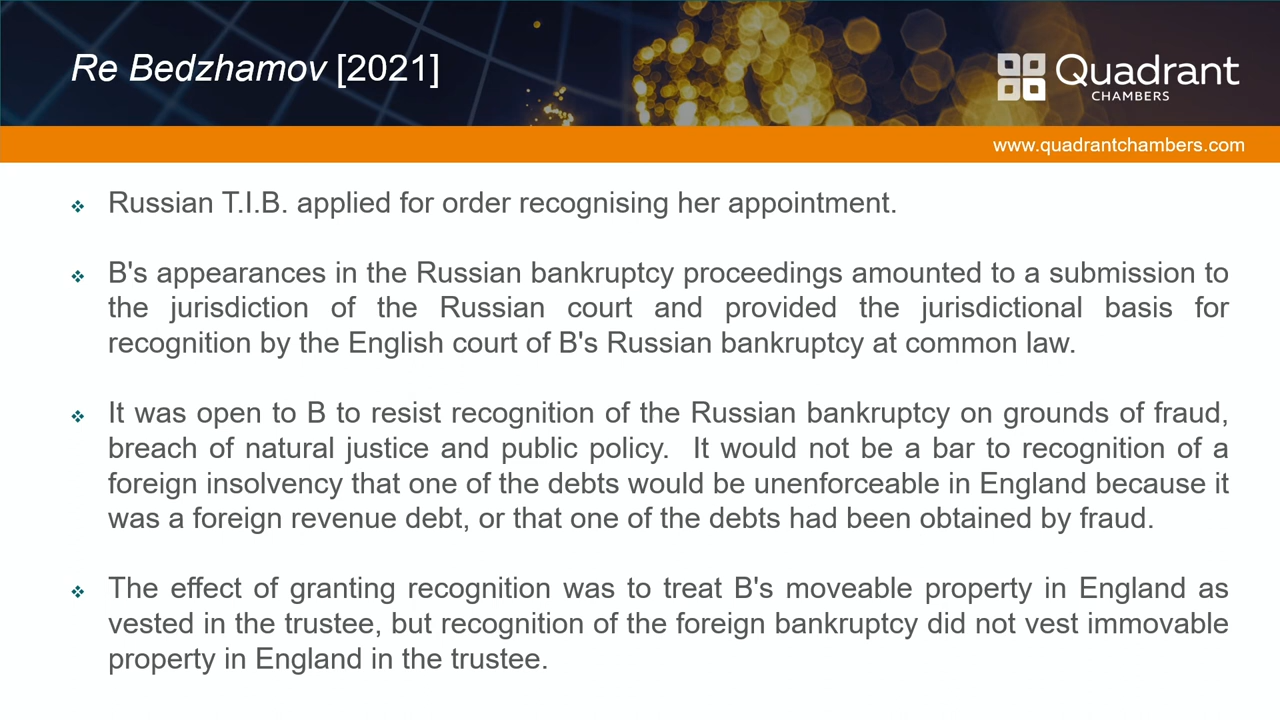 Re Bedzhamov [2021]
Quadrant
CHAMBERS
www.quadrantchambers.com
Russian T.I.B. applied for order recognising her appointment.
B's appearances in the Russian bankruptcy proceedings amounted to a submission to
the jurisdiction of the Russian court and provided the jurisdictional basis for
recognition by the English court of B's Russian bankruptcy at common law.
It was open to B to resist recognition of the Russian bankruptcy on grounds of fraud,
breach of natural justice and public policy.  It would not be a bar to recognition of a
foreign insolvency that one of the debts would be unenforceable in England because it
was a foreign revenue debt, or that one of the debts had been obtained by fraud.
The effect of granting recognition was to treat B's moveable property in England as
vested in the trustee, but recognition of the foreign bankruptcy did not vest immovable
property in England in the trustee.